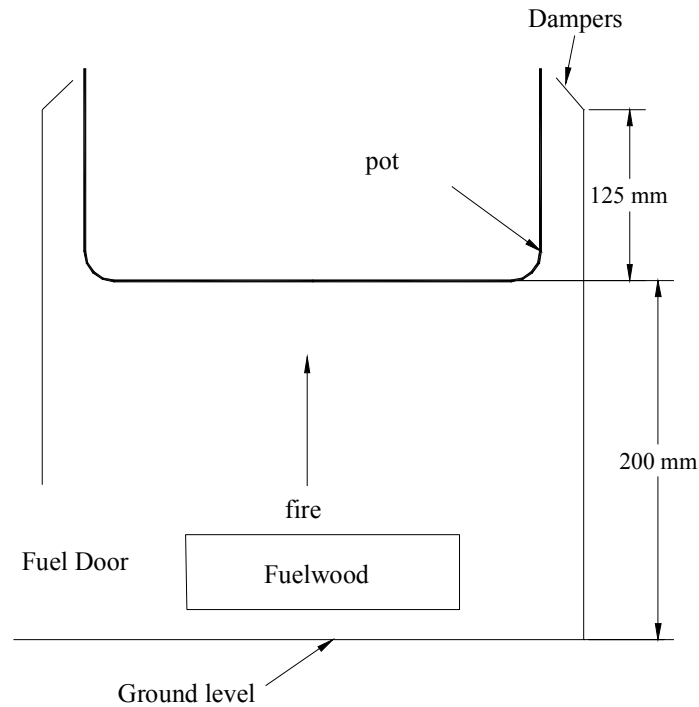 Dampers
pot
125 mm
200 mm
fire
Fuel Door
Fuelwood
Ground level